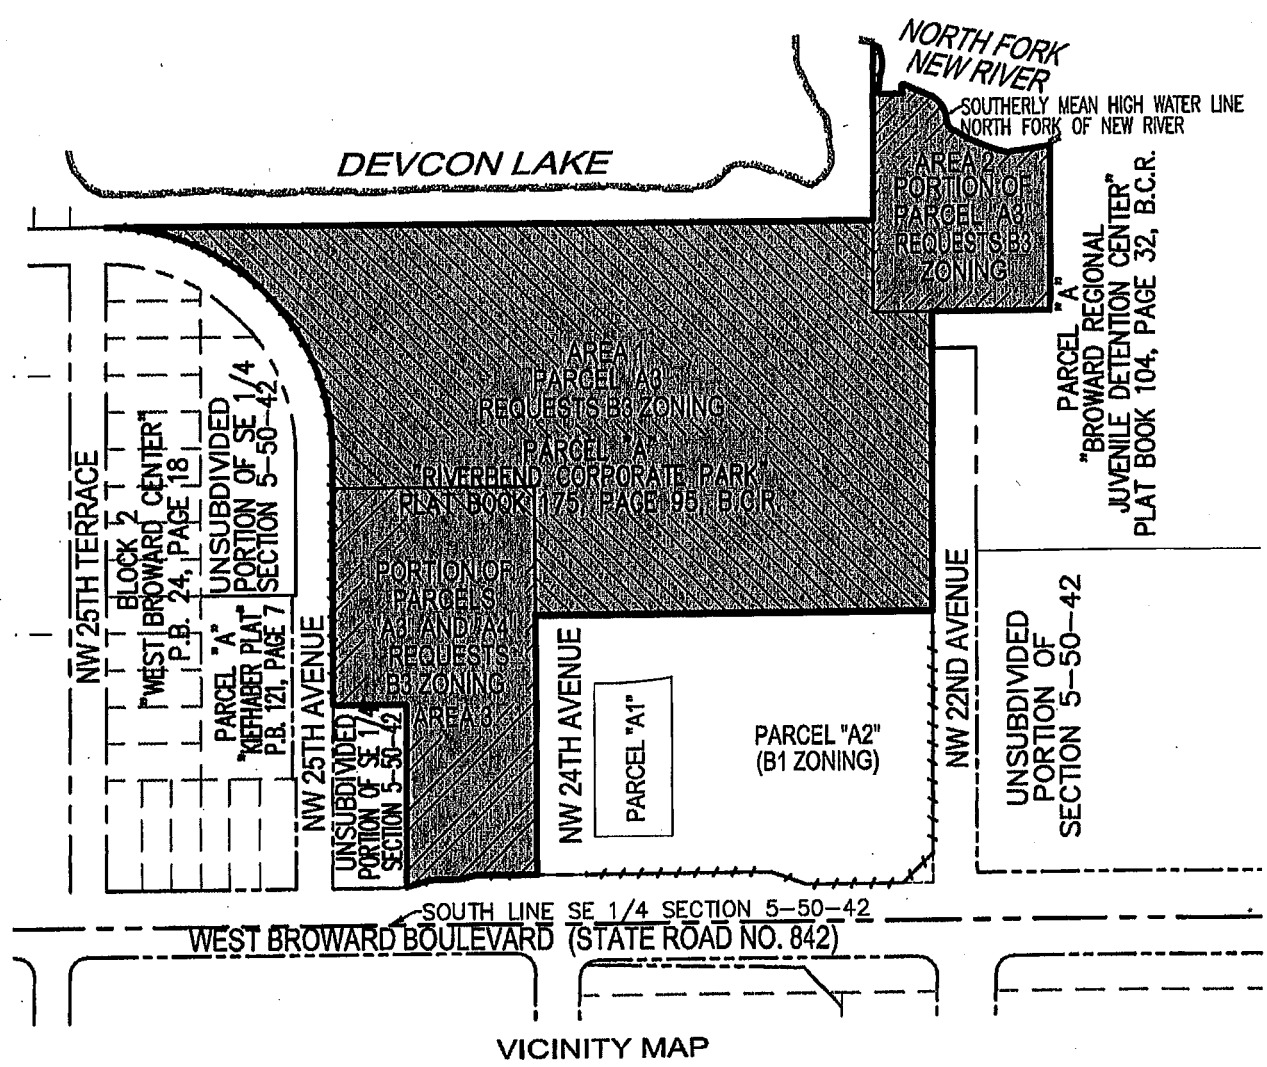 NORTH FORK
NEW RIVER
SOUTHERLY MEAN HIGH WATER LINE
NORTH FORK OF NEW RIVER
DEVCON LAKE
AREA 2
PORTION OF
PARCEL A3
REQUESTS B3
ZONING
PARCEL "A"
"BROWARD REGIONAL
JUVENILE DETENTION CENTER"
PLAT BOOK 104, PAGE 32, B.C.R.
AREA 1
PARCEL A3
REQUESTS B3 ZONING
PARCEL "A"
"RIVERBEND CORPORATE PARK"
PLAT BOOK 175, PAGE 95, B.C.R.
NW 25TH TERRACE
BLOCK 2
"WEST BROWARD CENTER"
P.B. 24, PAGE 18
UNSUBDIVIDED
PORTION OF SE 1/4
SECTION 5-50-42
PARCEL "A"
"KIEFHABER PLAT"
P.B. 121, PAGE 7
NW 25TH AVENUE
PORTION OF
PARCELS
A3 AND A4
REQUESTS
B3 ZONING
AREA 3
UNSUBDIVIDED
PORTION OF SE 1/4
SECTION 5-50-42
NW 24TH AVENUE
PARCEL "A1"
PARCEL "A2"
(B1 ZONING)
NW 22ND AVENUE
UNSUBDIVIDED
PORTION OF
SECTION 5-50-42
SOUTH LINE SE 1/4 SECTION 5-50-42
WEST BROWARD BOULEVARD (STATE ROAD NO. 842)
VICINITY MAP